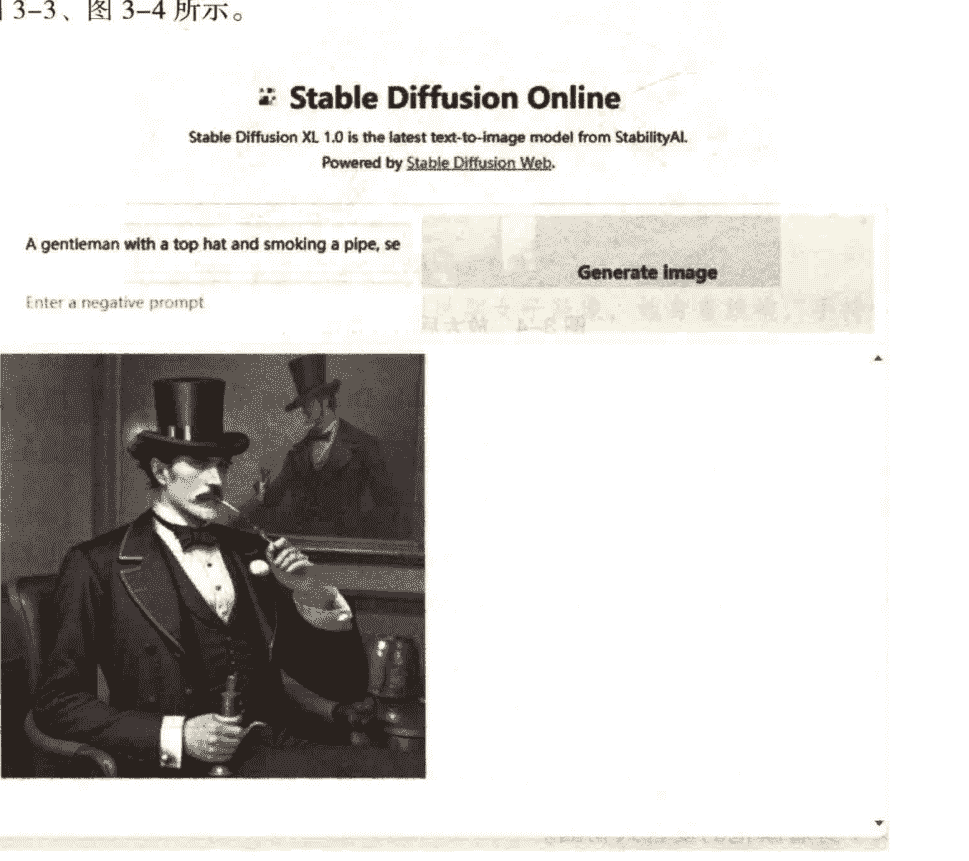 3-3、图 3-4 所示。
Stable Diffusion Online
Stable Diffusion XL 1.0 is the latest text-to-image model from StabilityAI.
Powered by Stable Diffusion Web.
A gentleman with a top hat and smoking a pipe, se
Generate image
Enter a negative prompt